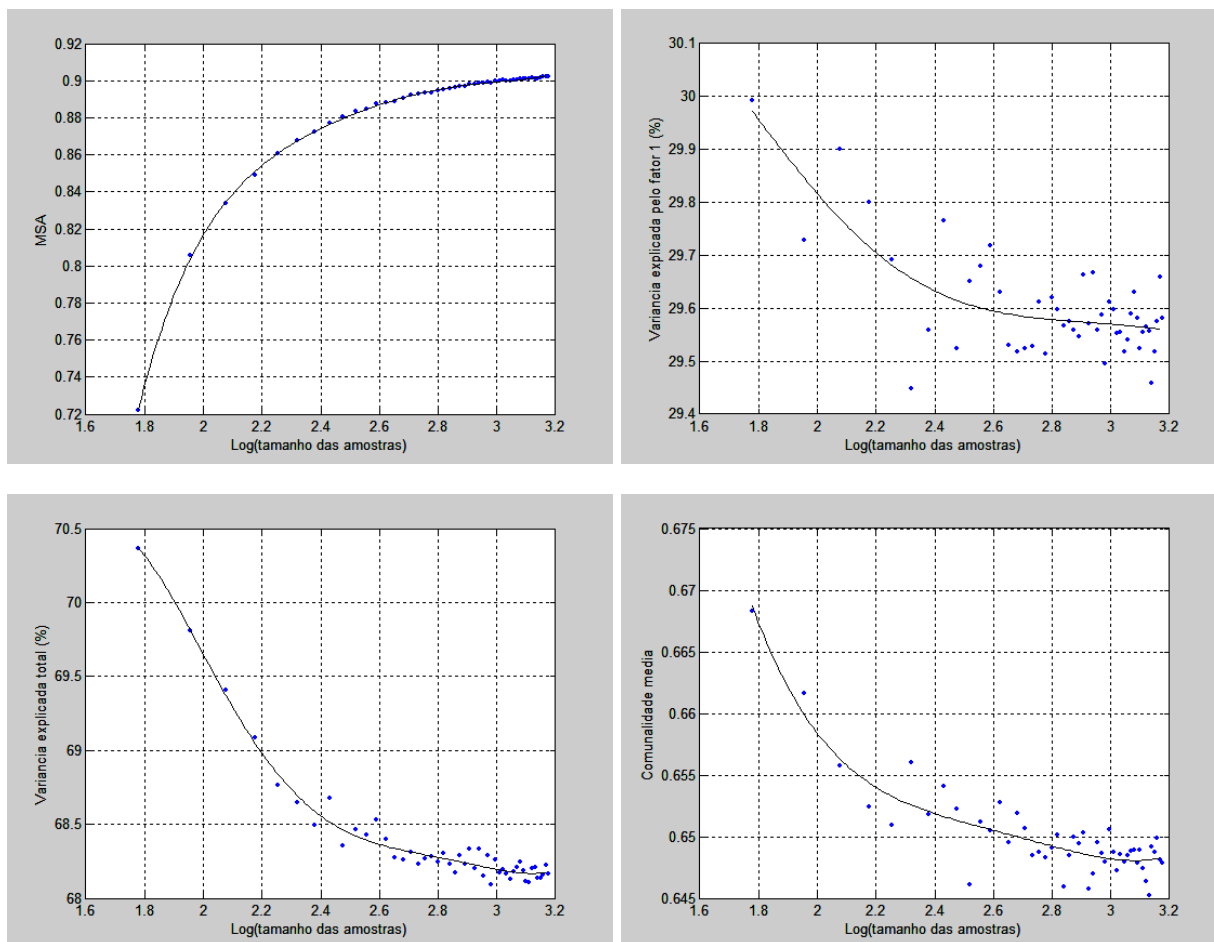 0.92
0.9
0.88
0.86
0.84
0.82
0.8
0.78
0.76
0.74
0.72
MSA
1.6 1.8 2 2.2 2.4 2.6 2.8 3 3.2
Log(tamanho das amostras)
30.1
30
29.9
29.8
29.7
29.6
29.5
29.4
Variancia explicada pelo fator 1 (%)
1.6 1.8 2 2.2 2.4 2.6 2.8 3 3.2
Log(tamanho das amostras)
70.5
70
69.5
69
68.5
68
Variancia explicada total (%)
1.6 1.8 2 2.2 2.4 2.6 2.8 3 3.2
Log(tamanho das amostras)
0.675
0.67
0.665
0.66
0.655
0.65
0.645
Comunalidade media
1.6 1.8 2 2.2 2.4 2.6 2.8 3 3.2
Log(tamanho das amostras)